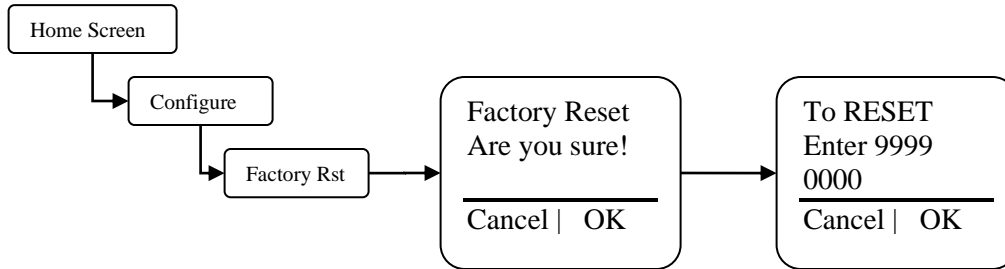 Home Screen
Configure
Factory Rst
Factory Reset
Are you sure!
Cancel | OK
To RESET
Enter 9999
0000
Cancel | OK